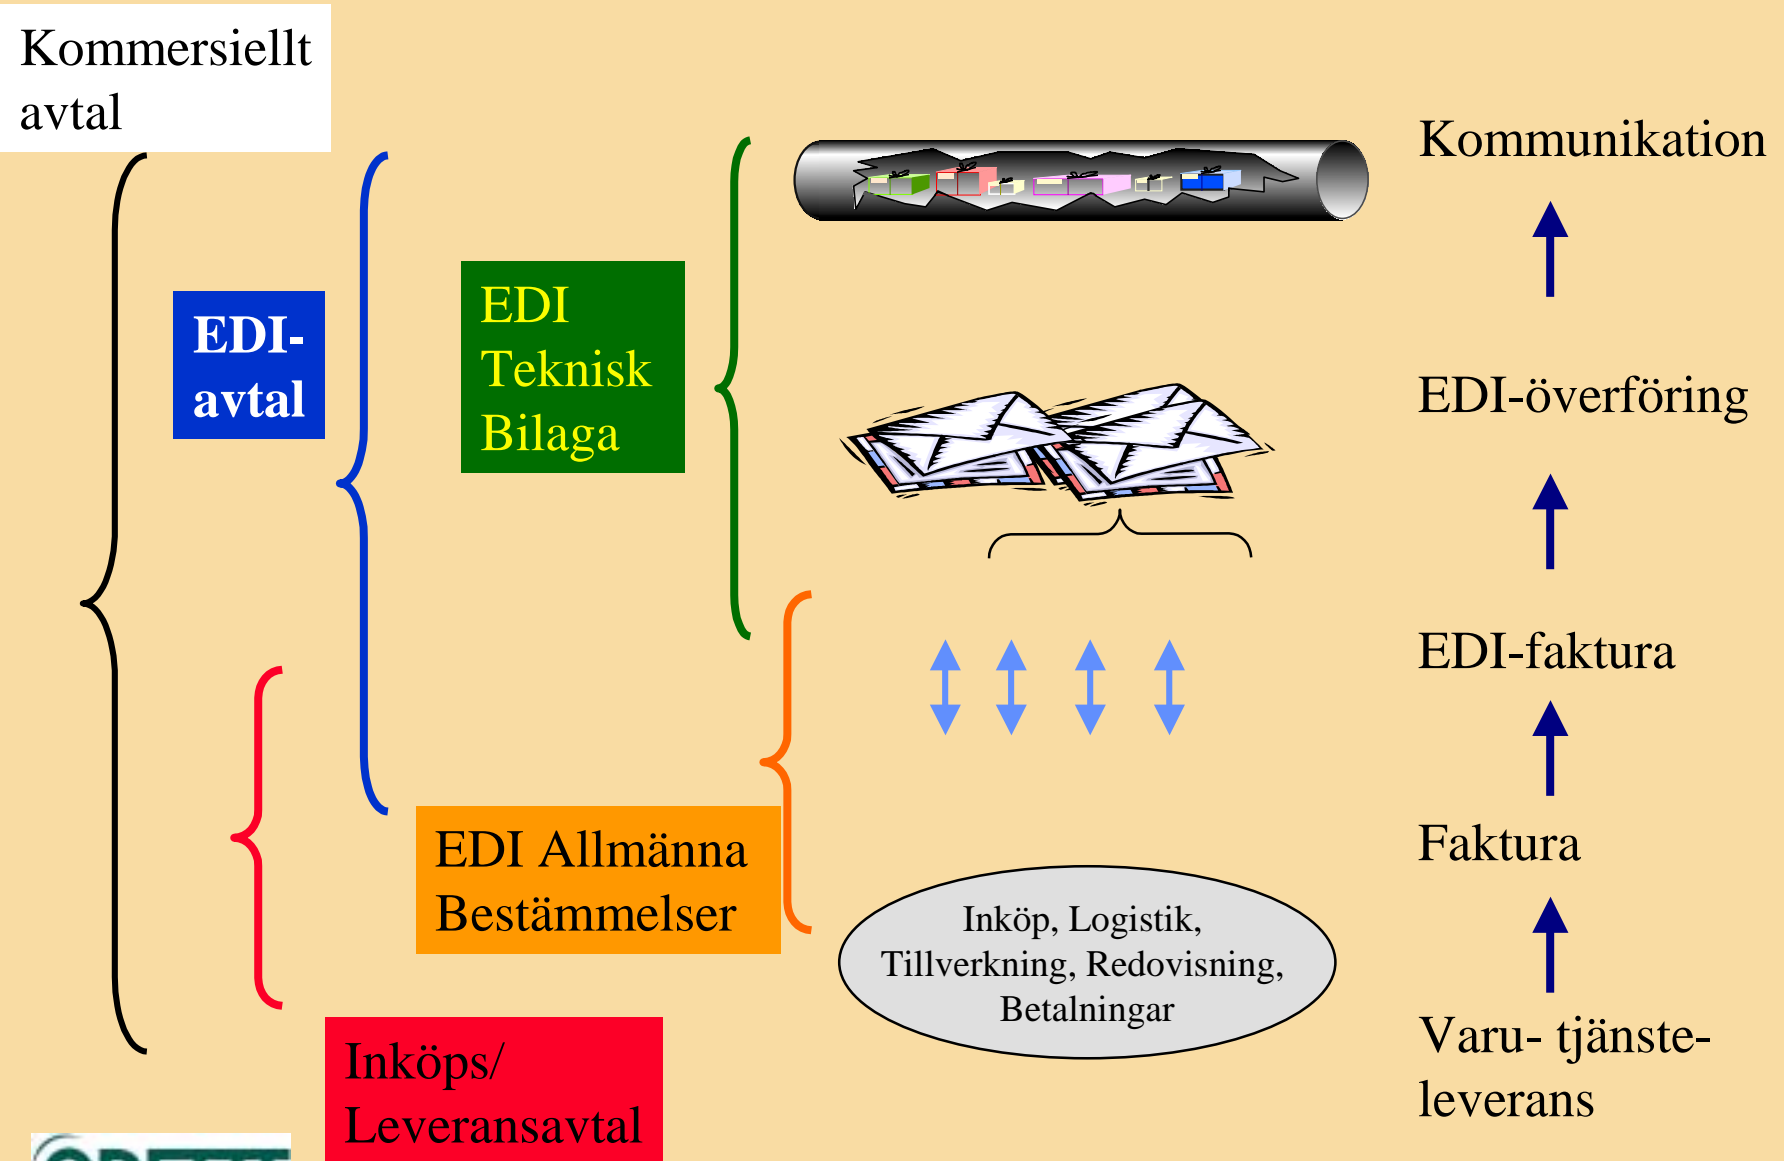 Kommersiellt
avtal
EDI-
avtal
EDI
Teknisk
Bilaga
EDI Allmänna
Bestämmelser
Inköps/
Leveransavtal
Inköp, Logistik,
Tillverkning, Redovisning,
Betalningar
Kommunikation
EDI-överföring
EDI-faktura
Faktura
Varu- tjänste-
leverans